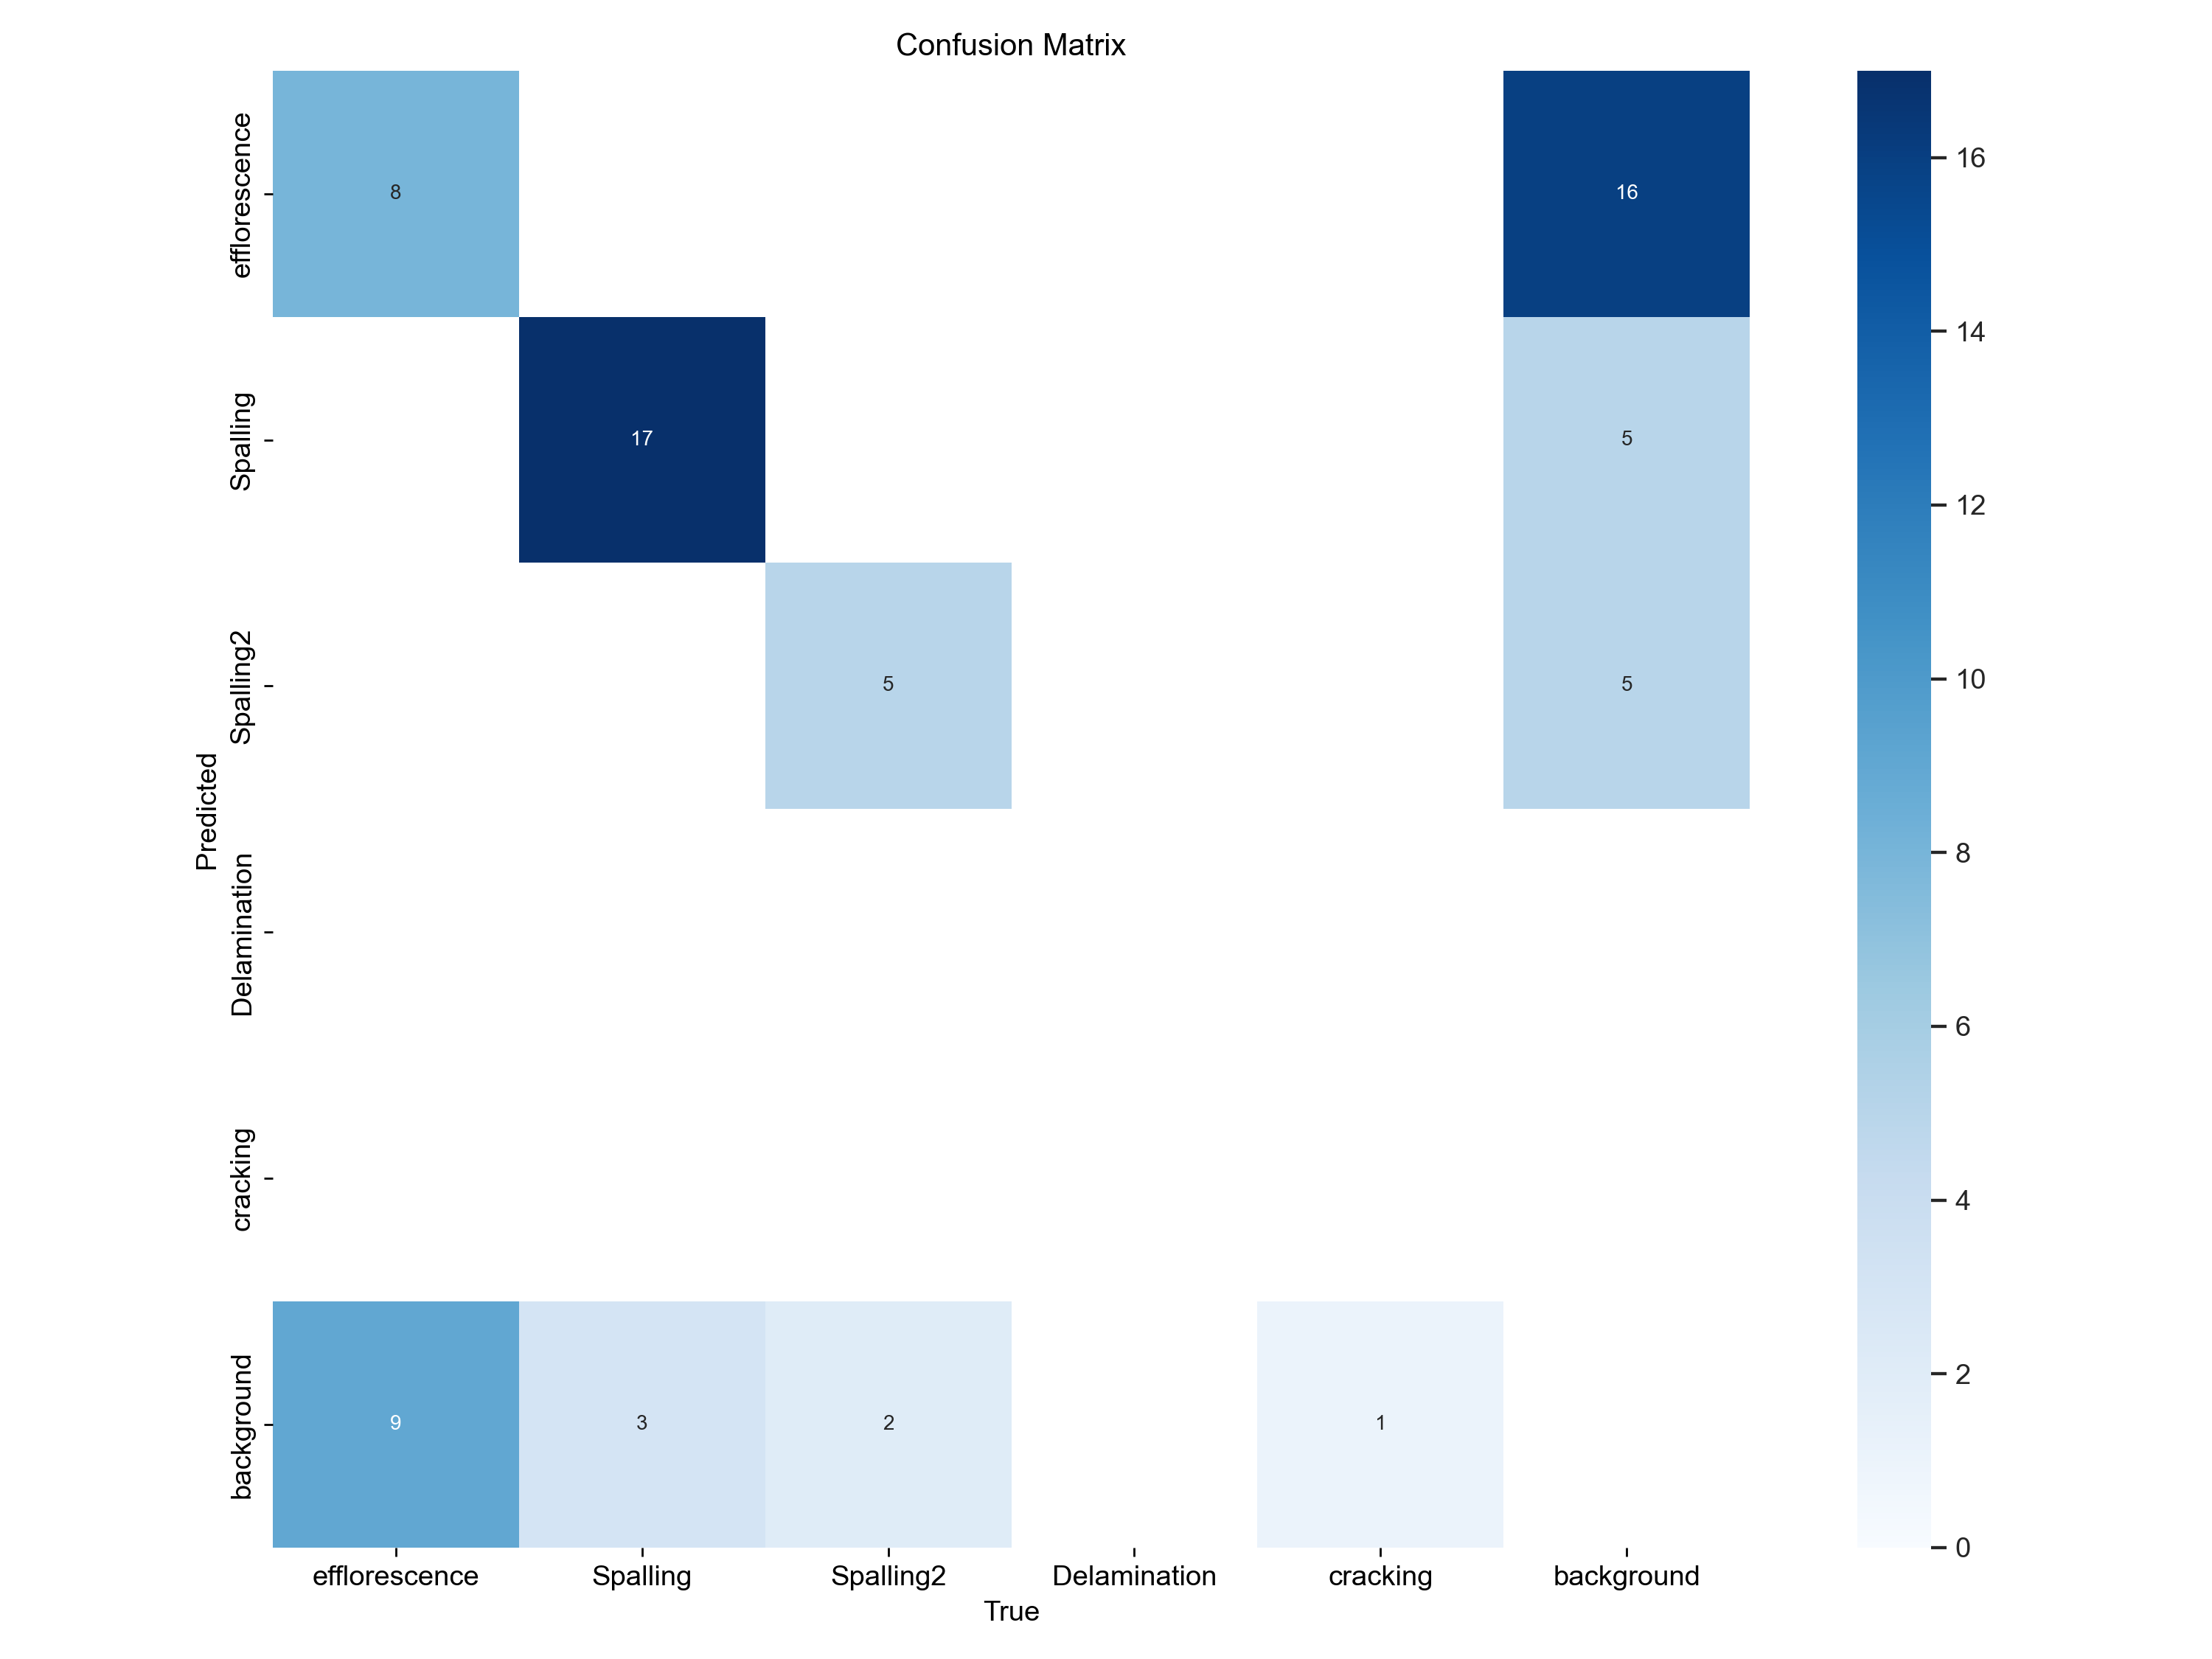 Confusion Matrix
efflorescence
8
16
16
14
Spalling
17
5
12
10
Spalling2
5
5
8
Predicted
Delamination
6
cracking
4
2
background
9
3
2
1
0
efflorescence
Spalling
Spalling2
Delamination
cracking
background
True